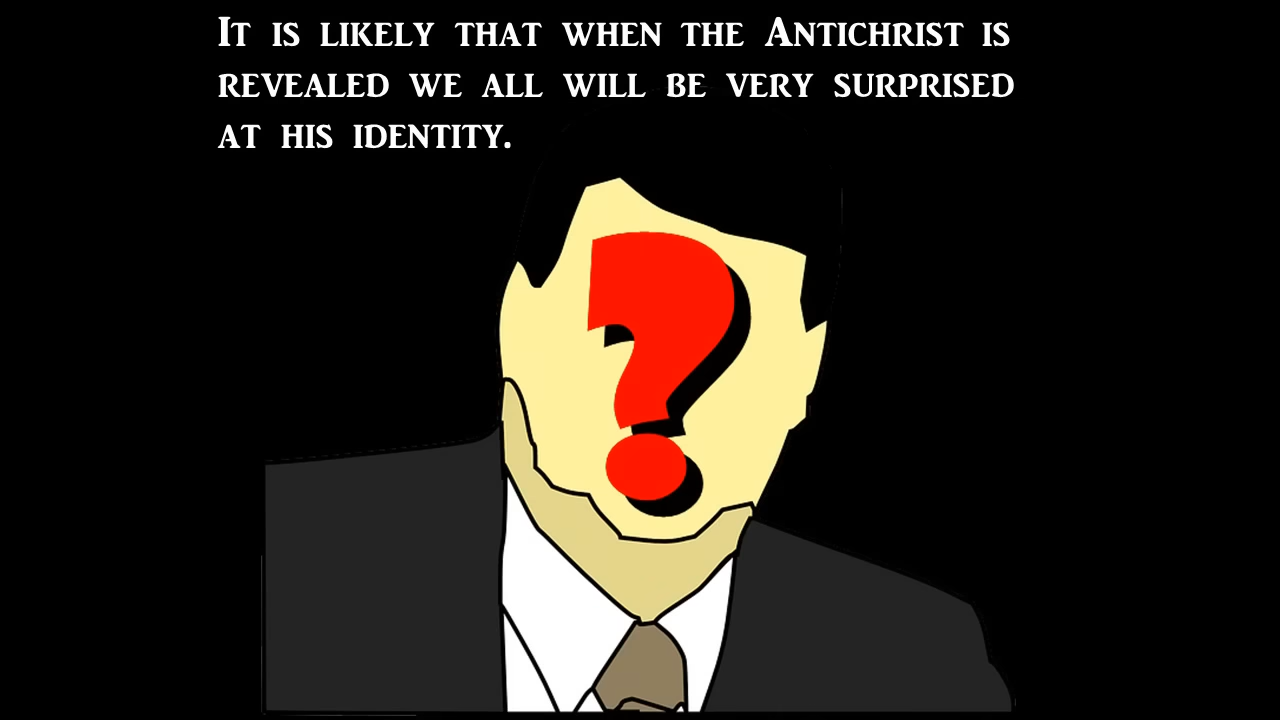 It is likely that when the Antichrist is
revealed we all will be very surprised
at his identity.
?